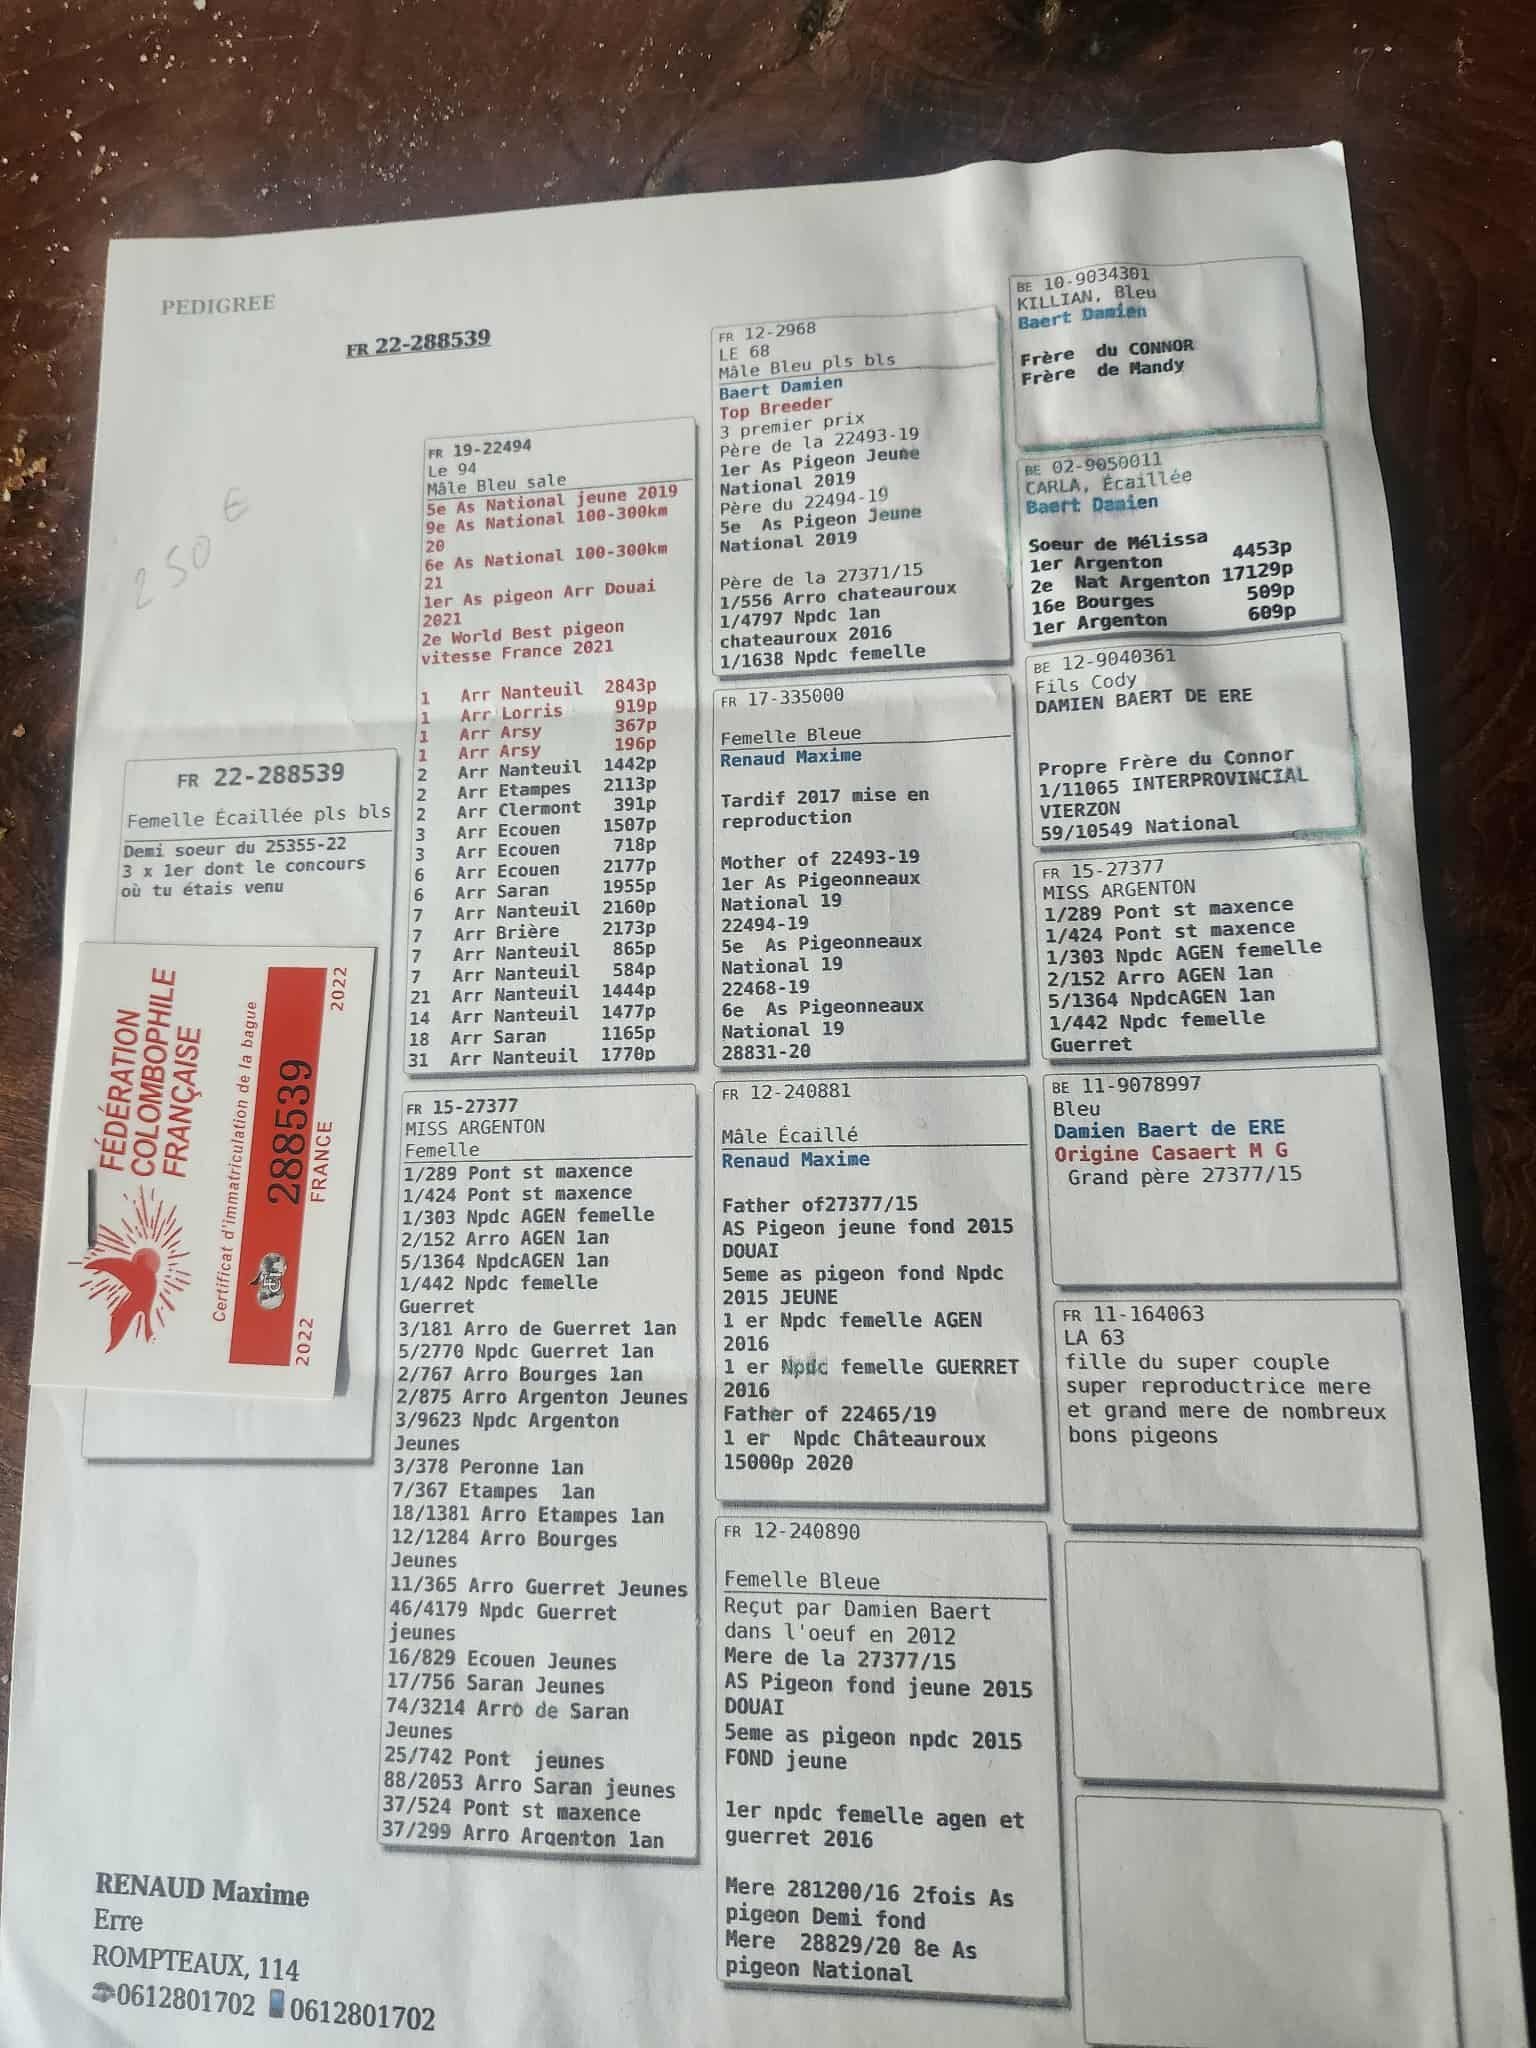 PEDIGREE
FR 22-288539
250 €
FR 22-288539
Femelle Écaillée pls bls
Demi soeur du 25355-22
3 x 1er dont le concours
où tu étais venu
FÉDÉRATION
COLOMBOPHILE
FRANÇAISE
Certificat d'immatriculation de la bague
2022
288539
FRANCE
2022
FR 19-22494
Le 94
Mâle Bleu sale
5e As National jeune 2019
9e As National 100-300km
20
6e As National 100-300km
21
1er As pigeon Arr Douai
2021
2e World Best pigeon
vitesse France 2021
1 Arr Nanteuil 2843p
1 Arr Lorris 919p
1 Arr Arsy 367p
1 Arr Arsy 196p
2 Arr Nanteuil 1442p
2 Arr Etampes 2113p
2 Arr Clermont 391p
3 Arr Ecouen 1507p
3 Arr Ecouen 718p
6 Arr Ecouen 2177p
6 Arr Saran 1955p
7 Arr Nanteuil 2160p
7 Arr Brière 2173p
7 Arr Nanteuil 865p
7 Arr Nanteuil 584p
21 Arr Nanteuil 1444p
14 Arr Nanteuil 1477p
18 Arr Saran 1165p
31 Arr Nanteuil 1770p
FR 15-27377
MISS ARGENTON
Femelle
1/289 Pont st maxence
1/424 Pont st maxence
1/303 Npdc AGEN femelle
2/152 Arro AGEN 1an
5/1364 NpdcAGEN 1an
1/442 Npdc femelle
Guerret
3/181 Arro de Guerret 1an
5/2770 Npdc Guerret 1an
2/767 Arro Bourges 1an
2/875 Arro Argenton Jeunes
3/9623 Npdc Argenton
Jeunes
3/378 Peronne 1an
7/367 Etampes 1an
18/1381 Arro Etampes 1an
12/1284 Arro Bourges
Jeunes
11/365 Arro Guerret Jeunes
46/4179 Npdc Guerret
jeunes
16/829 Ecouen Jeunes
17/756 Saran Jeunes
74/3214 Arro de Saran
Jeunes
25/742 Pont jeunes
88/2053 Arro Saran jeunes
37/524 Pont st maxence
37/299 Arro Argenton 1an
FR 12-2968
LE 68
Mâle Bleu pls bls
Baert Damien
Top Breeder
3 premier prix
Père de la 22493-19
1er As Pigeon Jeune
National 2019
Père du 22494-19
5e As Pigeon Jeune
National 2019
Père de la 27371/15
1/556 Arro chateauroux
1/4797 Npdc 1an
chateauroux 2016
1/1638 Npdc femelle
FR 17-335000
Femelle Bleue
Renaud Maxime
Tardif 2017 mise en
reproduction
Mother of 22493-19
1er As Pigeonneaux
National 19
22494-19
5e As Pigeonneaux
National 19
22468-19
6e As Pigeonneaux
National 19
28831-20
FR 12-240881
Mâle Écaillé
Renaud Maxime
Father of27377/15
AS Pigeon jeune fond 2015
DOUAI
5eme as pigeon fond Npdc
2015 JEUNE
1 er Npdc femelle AGEN
2016
1 er Npdc femelle GUERRET
2016
Father of 22465/19
1 er Npdc Châteauroux
15000p 2020
FR 12-240890
Femelle Bleue
Reçut par Damien Baert
dans l'oeuf en 2012
Mere de la 27377/15
AS Pigeon fond jeune 2015
DOUAI
5eme as pigeon npdc 2015
FOND jeune
1er npdc femelle agen et
guerret 2016
Mere 281200/16 2fois As
pigeon Demi fond
Mere 28829/20 8e As
pigeon National
BE 10-9034301
KILLIAN, Bleu
Baert Damien
Frère du CONNOR
Frère de Mandy
BE 02-9050011
CARLA, Écaillée
Baert Damien
Soeur de Mélissa
1er Argenton 4453p
2e Nat Argenton 17129p
16e Bourges 509p
1er Argenton 609p
BE 12-9040361
Fils Cody
DAMIEN BAERT DE ERE
Propre Frère du Connor
1/11065 INTERPROVINCIAL
VIERZON
59/10549 National
FR 15-27377
MISS ARGENTON
1/289 Pont st maxence
1/424 Pont st maxence
1/303 Npdc AGEN femelle
2/152 Arro AGEN 1an
5/1364 NpdcAGEN 1an
1/442 Npdc femelle
Guerret
BE 11-9078997
Bleu
Damien Baert de ERE
Origine Casaert M G
Grand père 27377/15
FR 11-164063
LA 63
fille du super couple
super reproductrice mere
et grand mere de nombreux
bons pigeons
RENAUD Maxime
Erre
ROMPTEAUX, 114
☎0612801702 📱0612801702